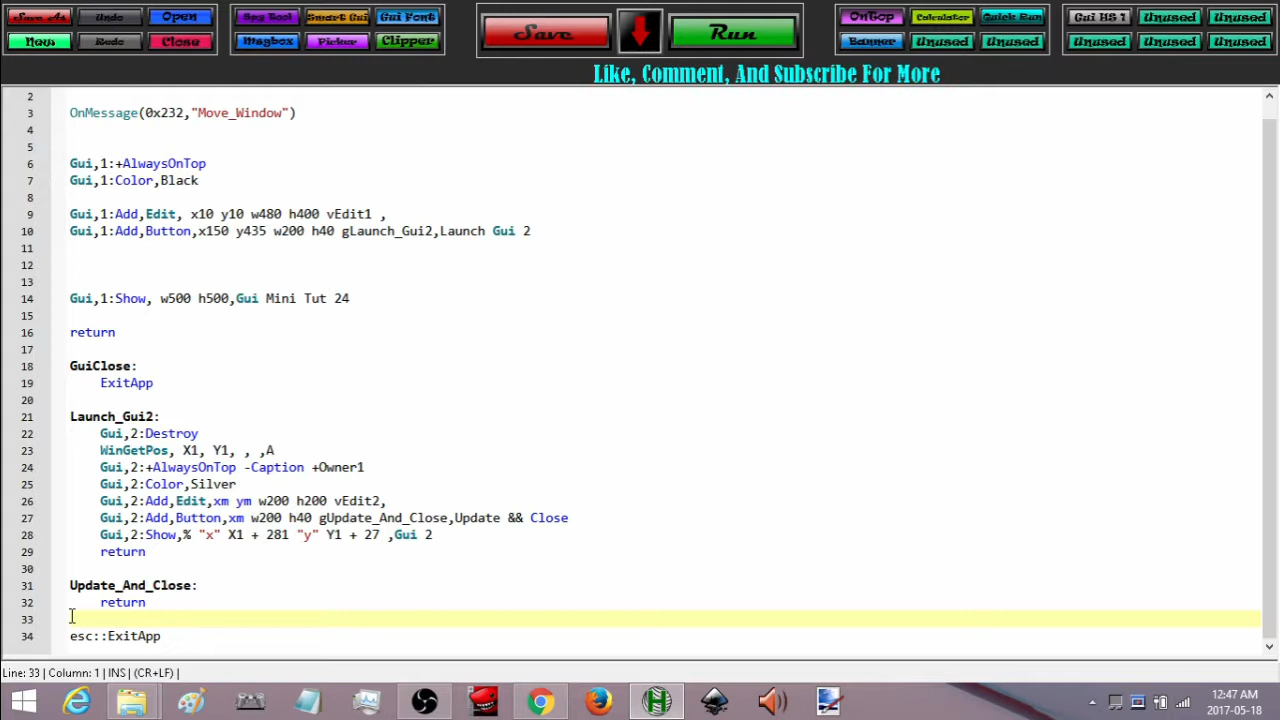 Save As Undo Open Spy Tool Smart Gui Gui Font Save Run OnTop Calculator Quick Run Gui HS 1 Unused Unused
New Redo Close Msgbox Picker Clipper Banner Unused Unused Unused Unused Unused
Like, Comment, And Subscribe For More
2
3 OnMessage(0x232,"Move_Window")
4
5
6 Gui,1:+AlwaysOnTop
7 Gui,1:Color,Black
8
9 Gui,1:Add,Edit, x10 y10 w480 h400 vEdit1 ,
10 Gui,1:Add,Button,x150 y435 w200 h40 gLaunch_Gui2,Launch Gui 2
11
12
13
14 Gui,1:Show, w500 h500,Gui Mini Tut 24
15
16 return
17
18 GuiClose:
19 ExitApp
20
21 Launch_Gui2:
22 Gui,2:Destroy
23 WinGetPos, X1, Y1, , ,A
24 Gui,2:+AlwaysOnTop -Caption +Owner1
25 Gui,2:Color,Silver
26 Gui,2:Add,Edit,xm ym w200 h200 vEdit2,
27 Gui,2:Add,Button,xm w200 h40 gUpdate_And_Close,Update && Close
28 Gui,2:Show,% "x" X1 + 281 "y" Y1 + 27 ,Gui 2
29 return
30
31 Update_And_Close:
32 return
33
34 esc::ExitApp
Line: 33 | Column: 1 | INS | (CR+LF) |
12:47 AM
2017-05-18